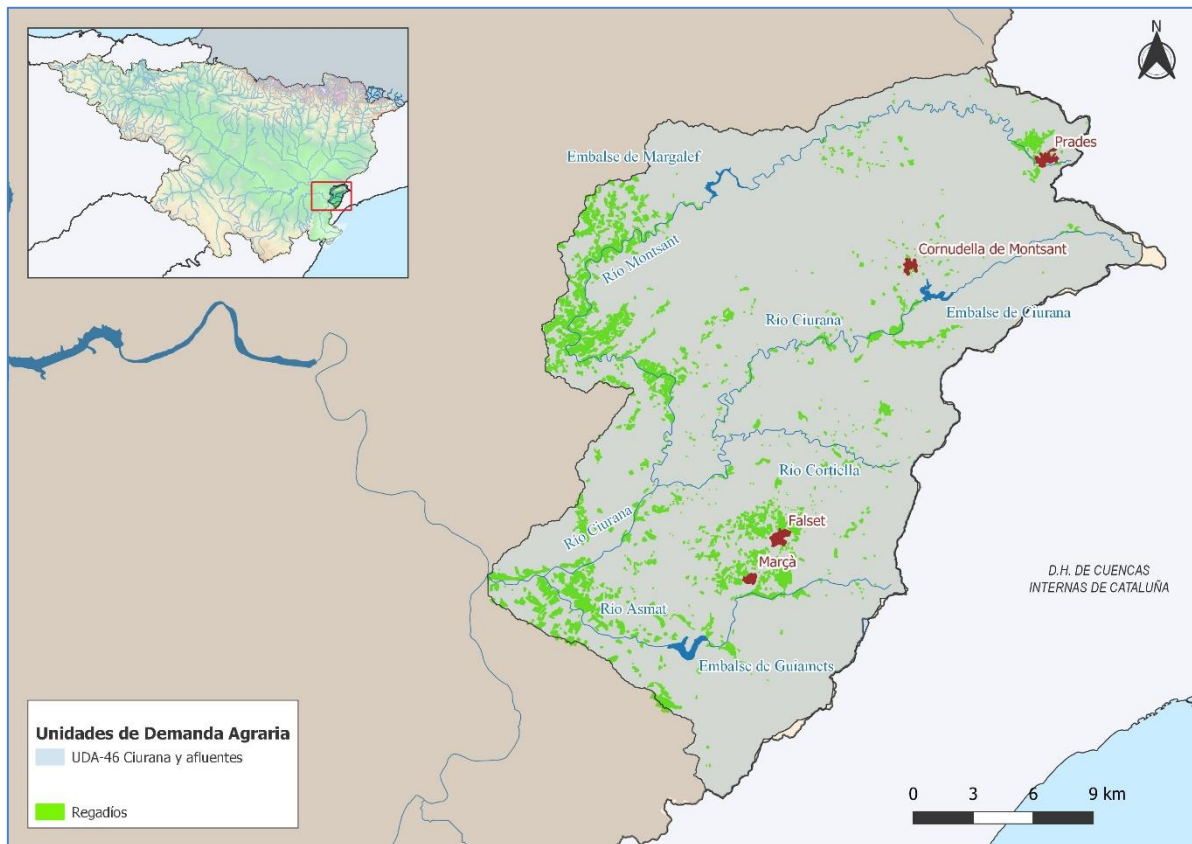 N
Prades
Embalse de Margalef
Río Montsant
Cornudella de Montsant
Embalse de Ciurana
Río Ciurana
Río Cortiella
Río Ciurana
Falset
Marçà
D.H. DE CUENCAS
INTERNAS DE CATALUÑA
Río Asmat
Embalse de Guiamets
Unidades de Demanda Agraria
UDA-46 Ciurana y afluentes
Regadíos
0 3 6 9 km